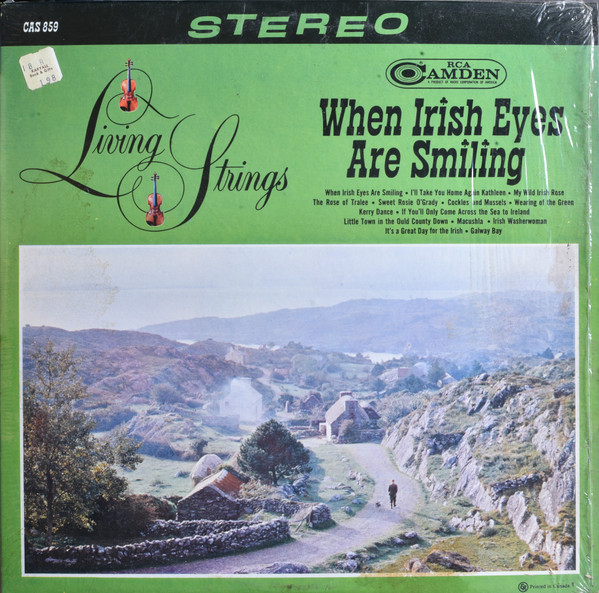 CAS 859
STEREO
RCA
CAMDEN
Living Strings
When Irish Eyes
Are Smiling
When Irish Eyes Are Smiling • I'll Take You Home Again Kathleen • My Wild Irish Rose
The Rose of Tralee • Sweet Rosie O'Grady • Cockles and Mussels • Wearing of the Green
Kerry Dance • If You'll Only Come Across the Sea to Ireland
Little Town in the Ould County Down • Macushla • Irish Washerwoman
It's a Great Day for the Irish • Galway Bay
Printed in Canada